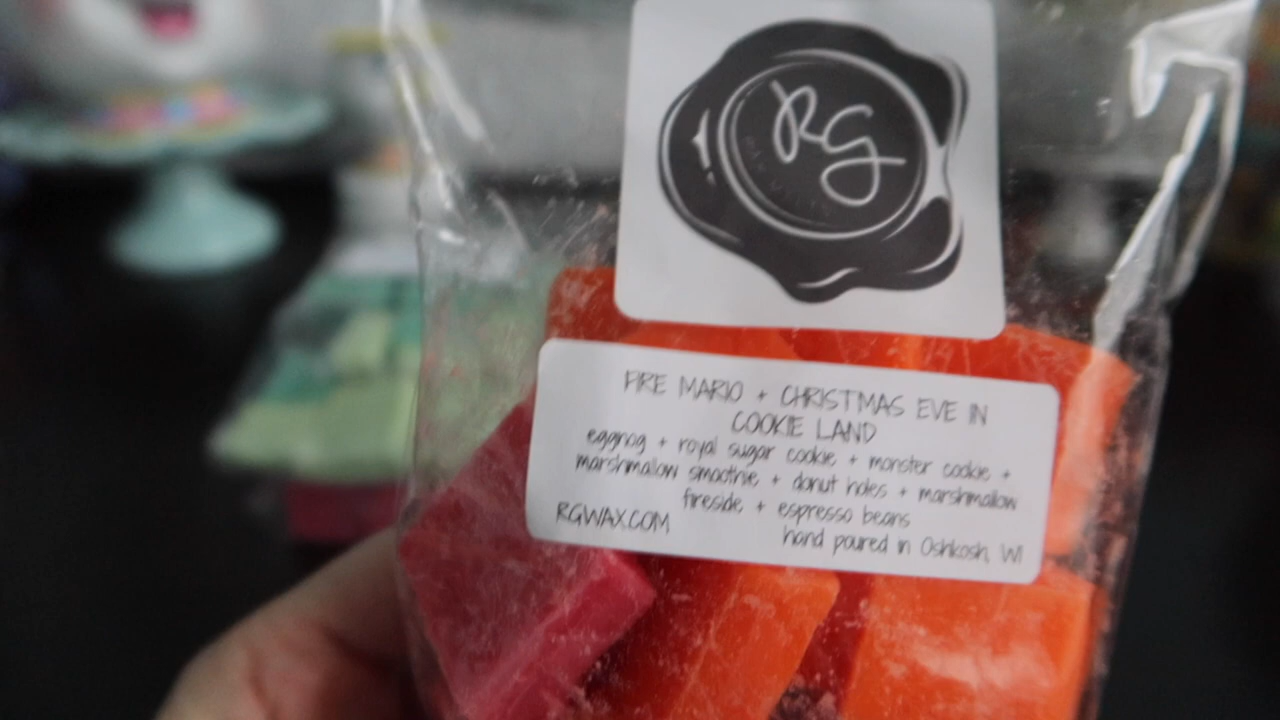 RG
FIRE MARIO + CHRISTMAS EVE IN
COOKIE LAND
eggnog + royal sugar cookie + monster cookie +
marshmallow smoothie + donut holes + marshmallow
fireside + espresso beans
RGWAX.COM
hand poured in Oshkosh, WI